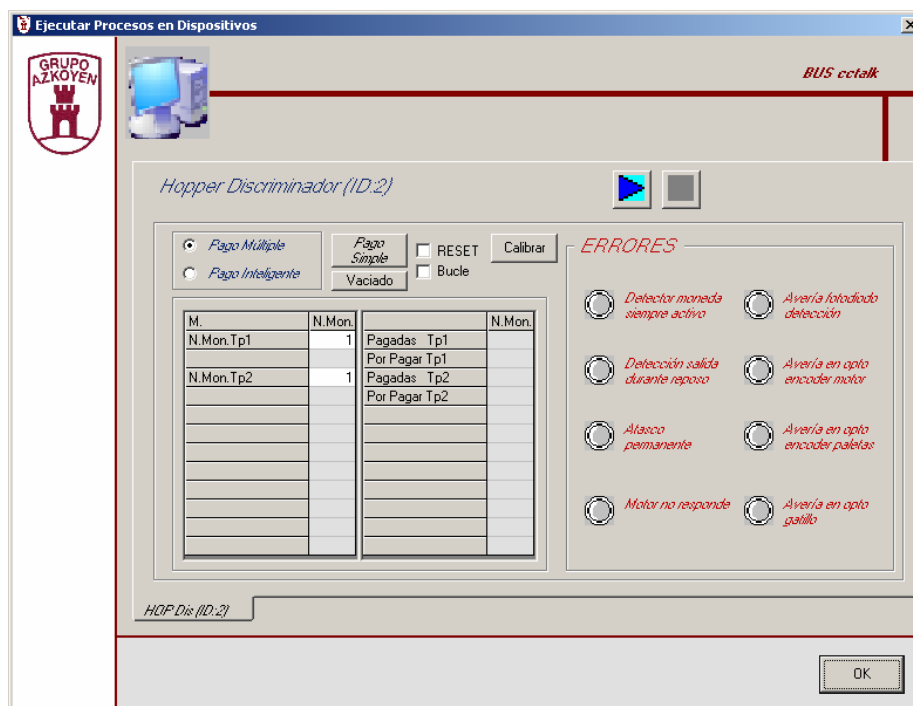 Ejecutar Procesos en Dispositivos
GRUPO
AZKOYEN
BUS cctalk
Hopper Discriminador (ID:2)
Pago Múltiple
Pago Inteligente
Pago
Simple
Vaciado
RESET
Bucle
Calibrar
M. N.Mon. N.Mon.
N.Mon.Tp1 1 Pagadas Tp1
Por Pagar Tp1
N.Mon.Tp2 1 Pagadas Tp2
Por Pagar Tp2
ERRORES
Detector moneda
siempre activo
Avería fotodiodo
detección
Detección salida
durante reposo
Avería en opto
encoder motor
Atasco
permanente
Avería en opto
encoder paletas
Motor no responde
Avería en opto
gatillo
HOP Dis (ID:2)
OK